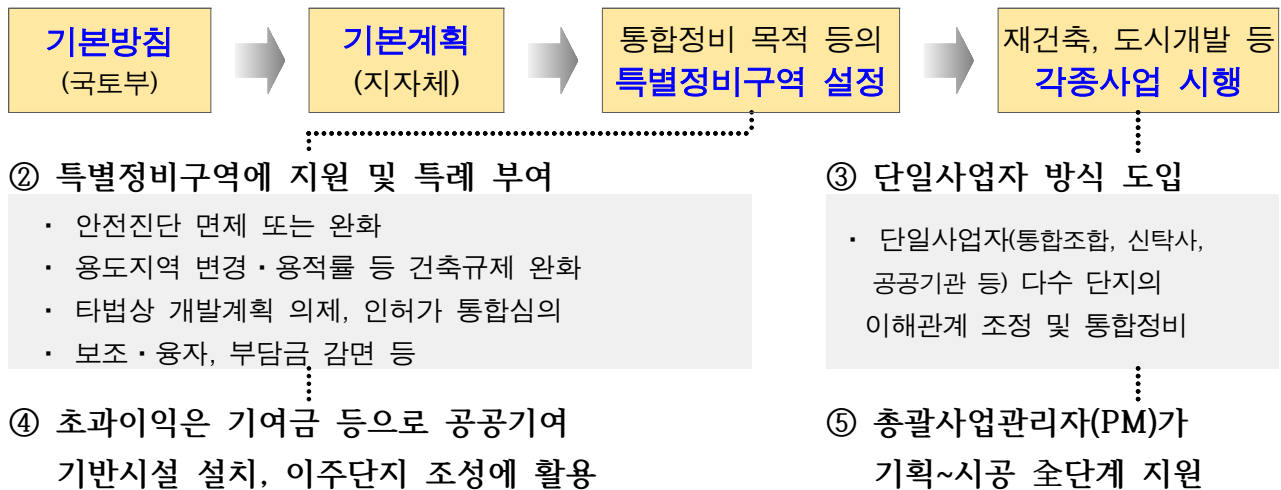 기본방침
(국토부)
기본계획
(지자체)
통합정비 목적 등의
특별정비구역 설정
재건축, 도시개발 등
각종사업 시행
② 특별정비구역에 지원 및 특례 부여
· 안전진단 면제 또는 완화
· 용도지역 변경·용적률 등 건축규제 완화
· 타법상 개발계획 의제, 인허가 통합심의
· 보조·융자, 부담금 감면 등
③ 단일사업자 방식 도입
· 단일사업자(통합조합, 신탁사,
공공기관 등) 다수 단지의
이해관계 조정 및 통합정비
④ 초과이익은 기여금 등으로 공공기여
기반시설 설치, 이주단지 조성에 활용
⑤ 총괄사업관리자(PM)가
기획~시공 全단계 지원